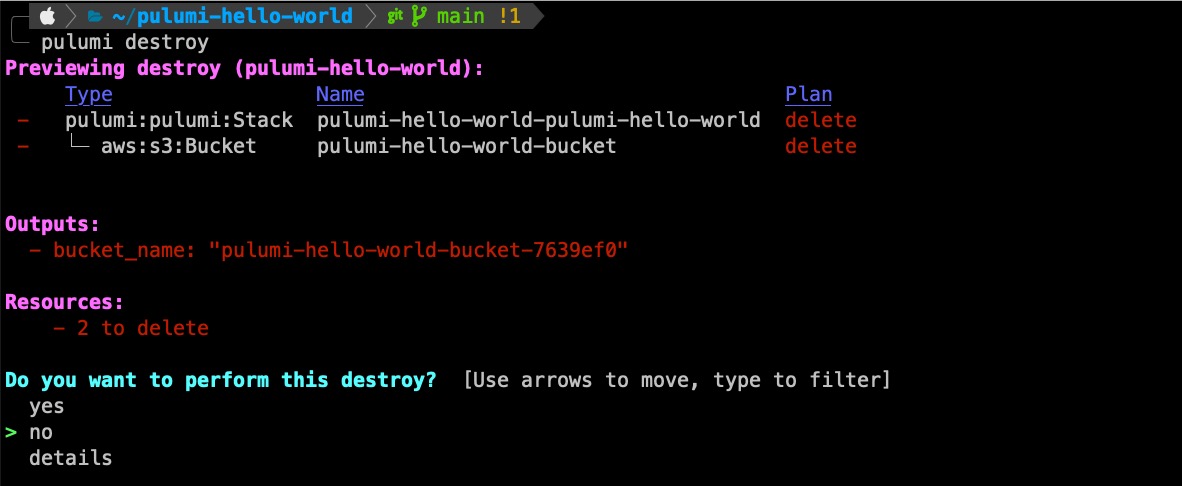 ~/pulumi-hello-world git main !1
pulumi destroy
Previewing destroy (pulumi-hello-world):
Type Name Plan
- pulumi:pulumi:Stack pulumi-hello-world-pulumi-hello-world delete
- └─ aws:s3:Bucket pulumi-hello-world-bucket delete
Outputs:
- bucket_name: "pulumi-hello-world-bucket-7639ef0"
Resources:
- 2 to delete
Do you want to perform this destroy? [Use arrows to move, type to filter]
yes
> no
details